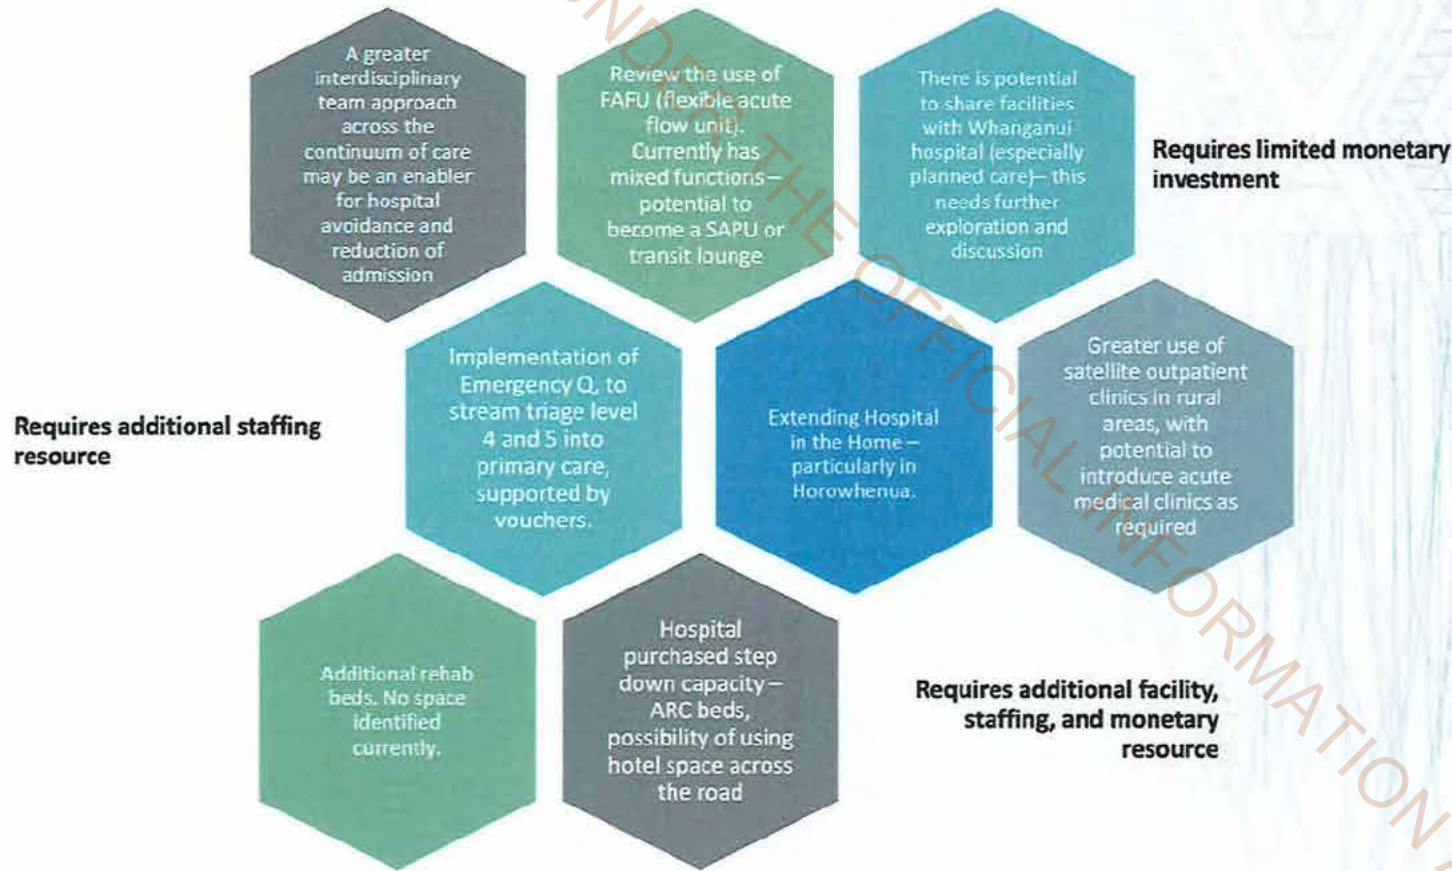 A greater
interdisciplinary
team approach
across the
continuum of care
may be an enabler
for hospital
avoidance and
reduction of
admission
Review the use of
FAFU (flexible acute
flow unit).
Currently has
mixed functions—
potential to
become a SAPU or
transit lounge
There is potential
to share facilities
with Whanganui
hospital (especially
planned care)— this
needs further
exploration and
discussion
Requires limited monetary
investment
Requires additional staffing
resource
Implementation of
Emergency Q, to
stream triage level
4 and 5 into
primary care,
supported by
vouchers.
Extending Hospital
in the Home –
particularly in
Horowhenua.
Greater use of
satellite outpatient
clinics in rural
areas, with
potential to
introduce acute
medical clinics as
required
Additional rehab
beds. No space
identified
currently.
Hospital
purchased step
down capacity –
ARC beds,
possibility of using
hotel space across
the road
Requires additional facility,
staffing, and monetary
resource
UNDER THE OFFICIAL INFORMATION A